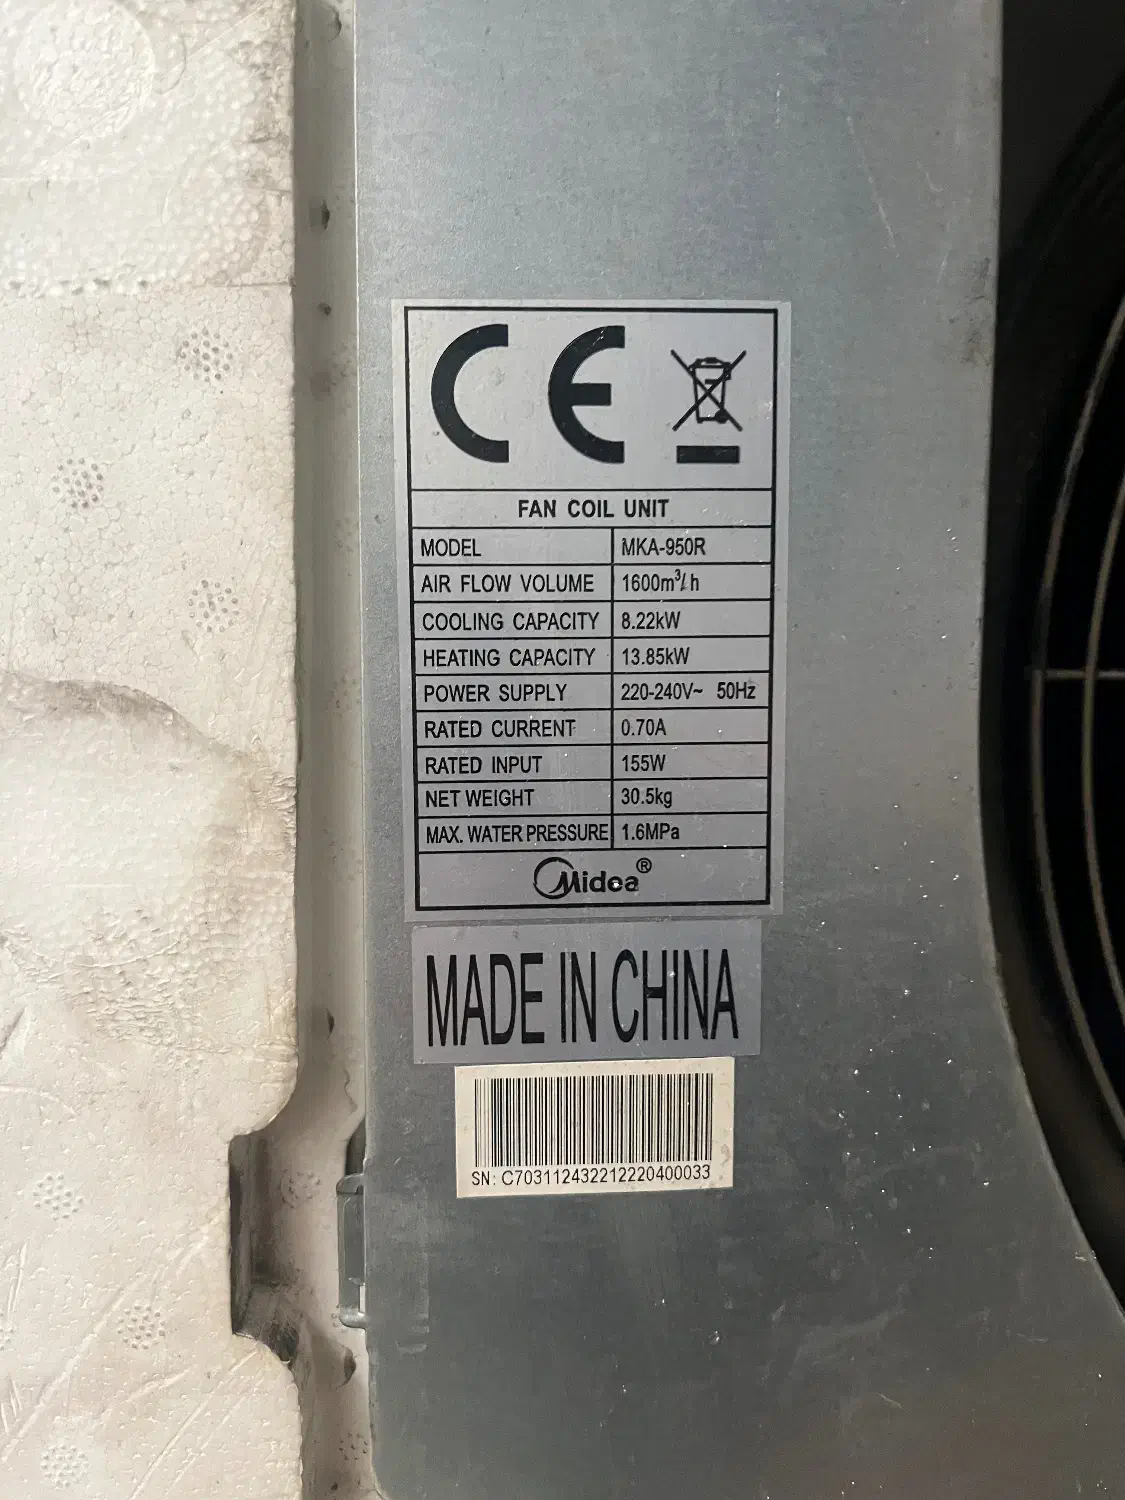 CE
FAN COIL UNIT
MODEL MKA-950R
AIR FLOW VOLUME 1600m³/h
COOLING CAPACITY 8.22kW
HEATING CAPACITY 13.85kW
POWER SUPPLY 220-240V~ 50Hz
RATED CURRENT 0.70A
RATED INPUT 155W
NET WEIGHT 30.5kg
MAX. WATER PRESSURE 1.6MPa
Midea®
MADE IN CHINA
SN: C7031124322122204​00033